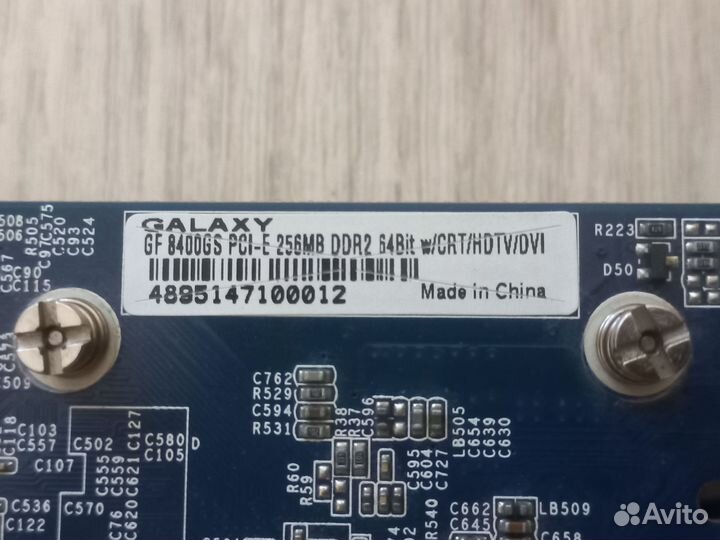 GALAXY
GF 8400GS PCI-E 256MB DDR2 64Bit w/CRT/HDTV/DVI
4895147100012 Made in China
R505
C520
C93
C524
C115
C509
R223
D50
C762
R529
C594
R531
R38
R37
C596
LB505
C654
C639
C630
C595
C604
C727
R60
R59
C103
C557
C107
C502
C127
C580 D
C105
C555
C559
C621
C620
C536
C122
C570
C76
R540
C662
C645
LB509
C658
Avito